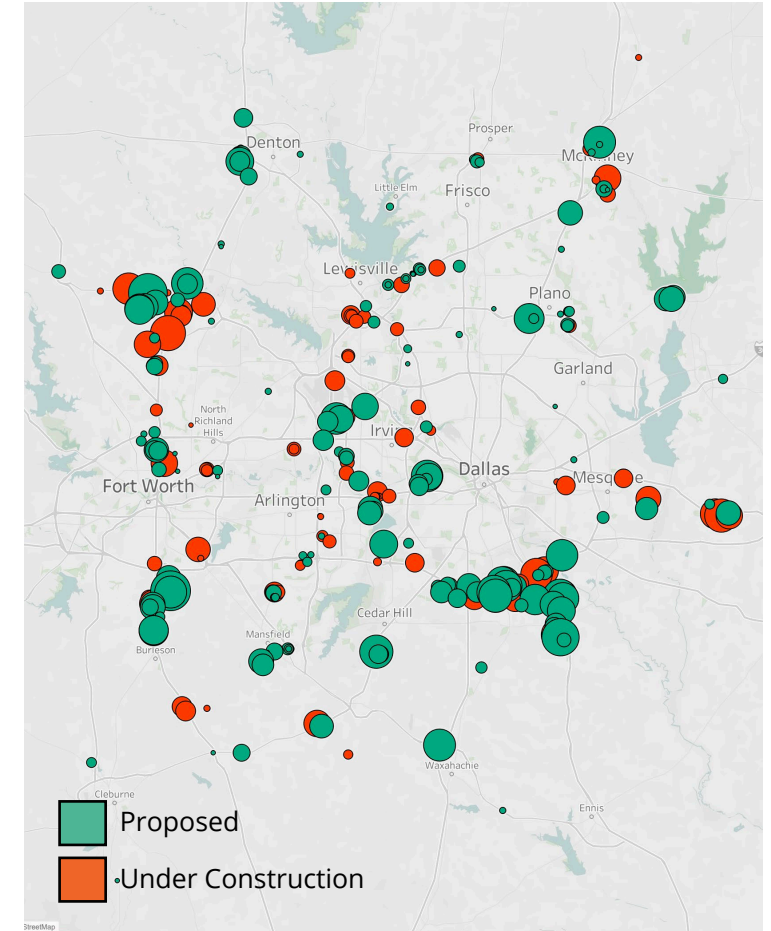 Denton
Prosper
McKinney
Little Elm
Frisco
Lewisville
Plano
Garland
North
Richland
Hills
Irving
Dallas
Mesquite
Fort Worth
Arlington
Cedar Hill
Mansfield
Burleson
Waxahachie
Cleburne
Ennis
Proposed
Under Construction
StreetMap